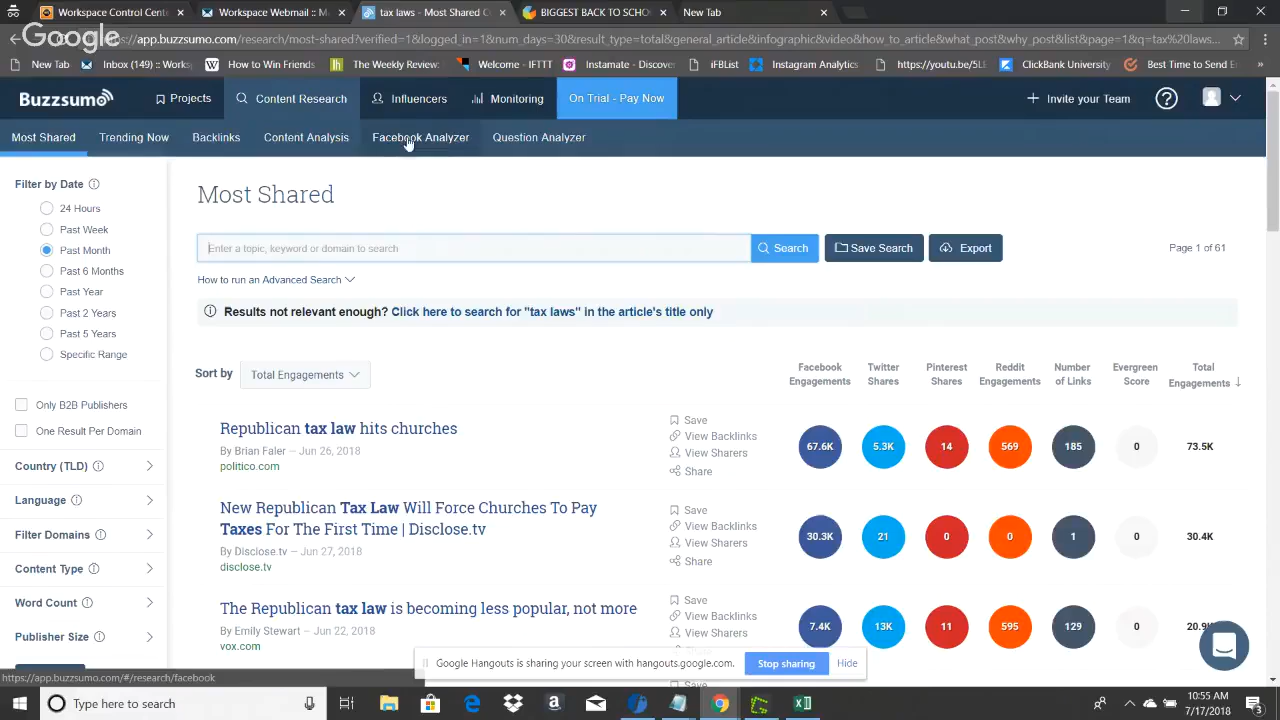 Workplace Control Cent
Webmail :: M
tax laws - Most Shared C
BIGGEST BACK TO SCHO
New Tab
Google
https://app.buzzsumo.com/research/most-shared?verified=1&logged_in=1&num_days=30&result_type=total&general_article&infographic&video&how_to_article&what_post&why_post&list&page=1&q=tax%20laws...
New Tab
Inbox (149) :: Works
How to Win Friends
The Weekly Review:
Welcome - IFTTT
Instamate - Discove
iFBList
Instagram Analytics
https://youtu.be/5LE
ClickBank University
Best Time to Send E
Buzzsumo
Projects
Content Research
Influencers
Monitoring
On Trial - Pay Now
Invite your Team
Most Shared
Trending Now
Backlinks
Content Analysis
Facebook Analyzer
Question Analyzer
Filter by Date
24 Hours
Past Week
Past Month
Past 6 Months
Past Year
Past 2 Years
Past 5 Years
Specific Range
Only B2B Publishers
One Result Per Domain
Country (TLD)
Language
Filter Domains
Content Type
Word Count
Publisher Size
Most Shared
Enter a topic, keyword or domain to search
Search
Save Search
Export
Page 1 of 61
How to run an Advanced Search
Results not relevant enough? Click here to search for "tax laws" in the article's title only
Sort by
Total Engagements
Facebook Engagements
Twitter Shares
Pinterest Shares
Reddit Engagements
Number of Links
Evergreen Score
Total Engagements
Republican tax law hits churches
By Brian Faler — Jun 26, 2018
politico.com
Save
View Backlinks
View Sharers
Share
67.6K
5.3K
14
569
185
0
73.5K
New Republican Tax Law Will Force Churches To Pay
Taxes For The First Time | Disclose.tv
By Disclose.tv — Jun 27, 2018
disclose.tv
Save
View Backlinks
View Sharers
Share
30.3K
21
0
0
1
0
30.4K
The Republican tax law is becoming less popular, not more
By Emily Stewart — Jun 22, 2018
vox.com
Save
View Backlinks
View Sharers
7.4K
13K
11
595
129
0
20.9K
Google Hangouts is sharing your screen with hangouts.google.com.
Stop sharing
Hide
Save
https://app.buzzsumo.com/#/research/facebook
Type here to search
10:55 AM
7/17/2018
3